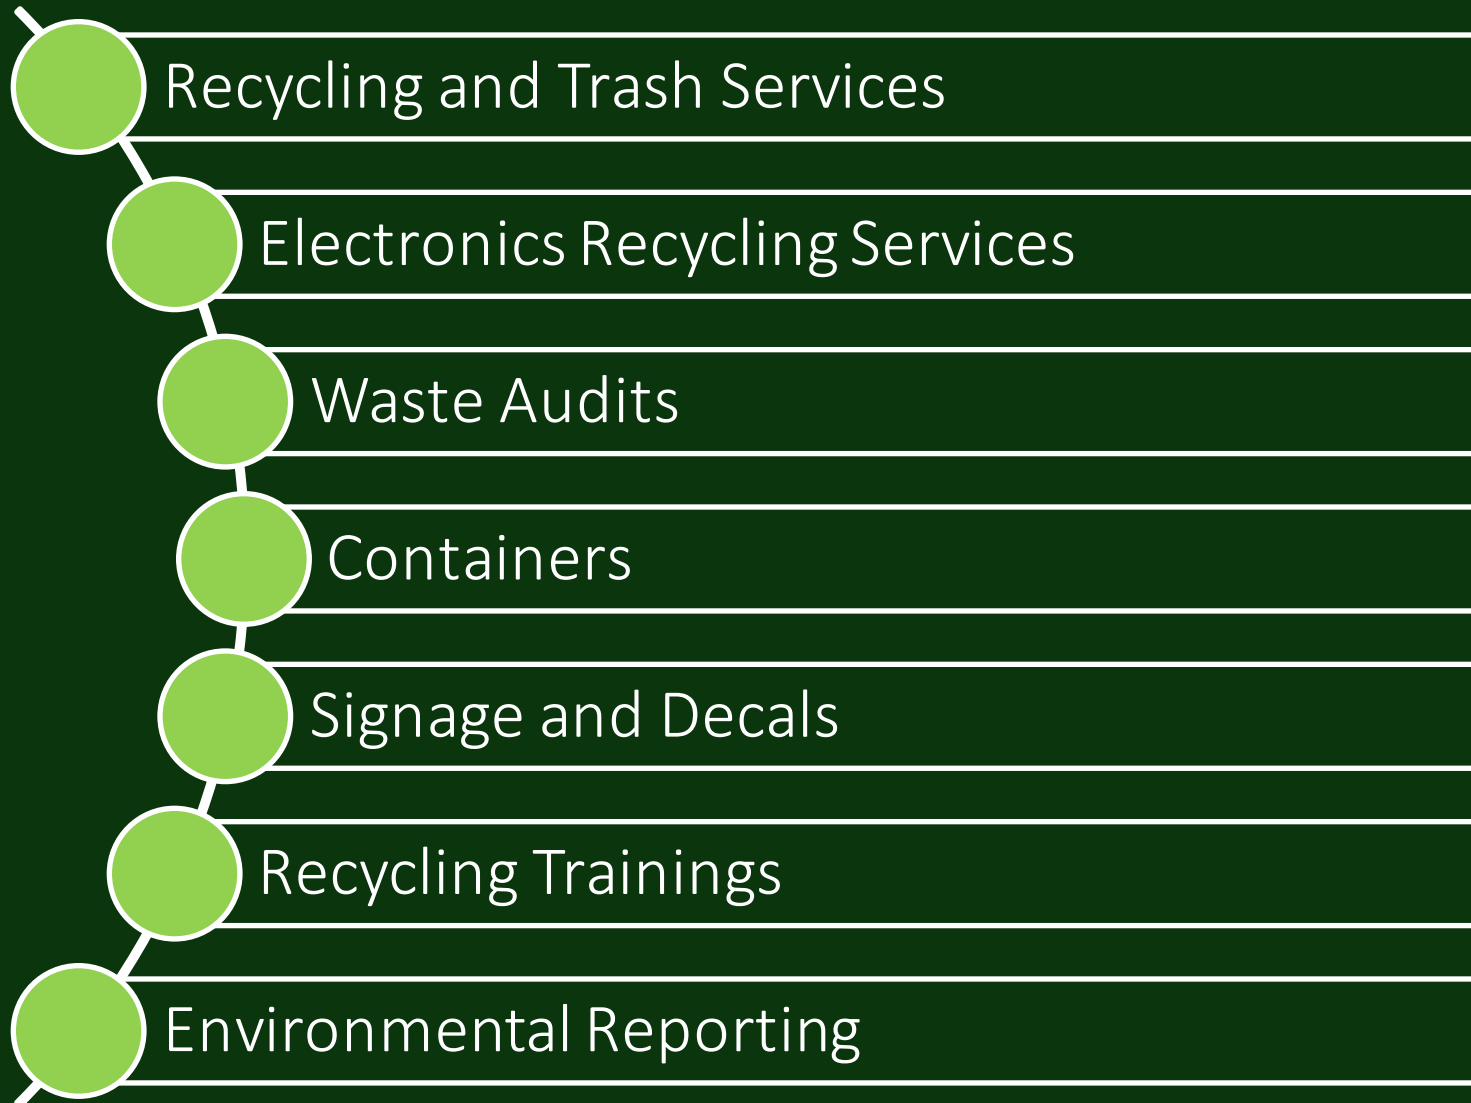 Recycling and Trash Services
Electronics Recycling Services
Waste Audits
Containers
Signage and Decals
Recycling Trainings
Environmental Reporting